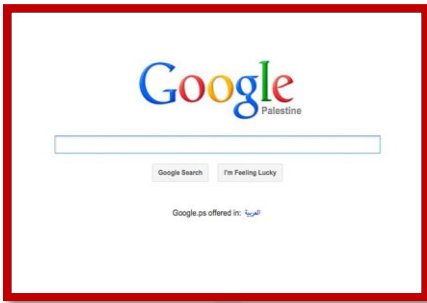 Google
Palestine
Google Search I'm Feeling Lucky
Google.ps offered in: العربية